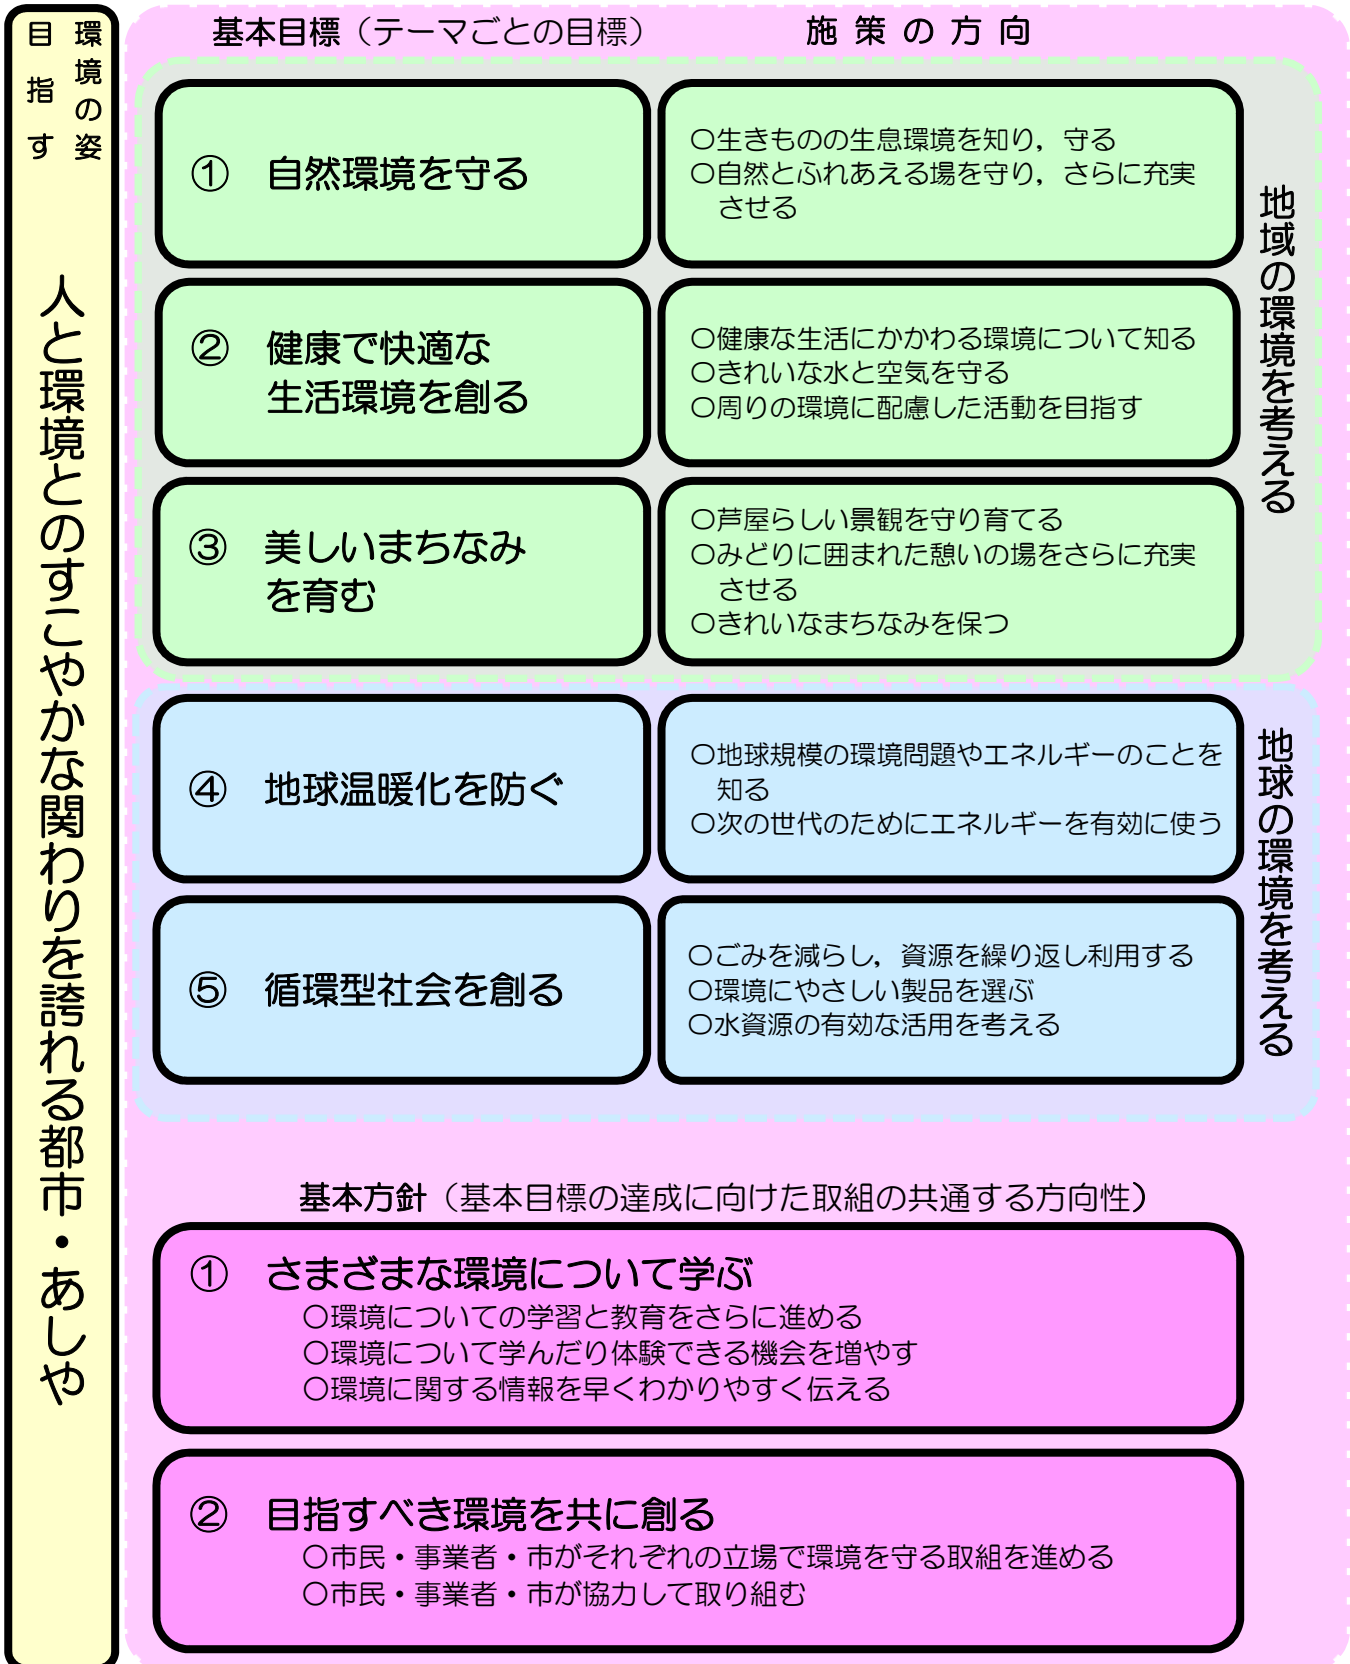 目指す
環境の姿
人と環境とのすこやかな関わりを誇れる都市・あしや
基本目標（テーマごとの目標）
施策の方向
① 自然環境を守る
〇生きものの生息環境を知り，守る
〇自然とふれあえる場を守り，さらに充実
させる
② 健康で快適な
生活環境を創る
〇健康な生活にかかわる環境について知る
〇きれいな水と空気を守る
〇周りの環境に配慮した活動を目指す
③ 美しいまちなみ
を育む
〇芦屋らしい景観を守り育てる
〇みどりに囲まれた憩いの場をさらに充実
させる
〇きれいなまちなみを保つ
地域の環境を考える
④ 地球温暖化を防ぐ
〇地球規模の環境問題やエネルギーのことを
知る
〇次の世代のためにエネルギーを有効に使う
⑤ 循環型社会を創る
〇ごみを減らし，資源を繰り返し利用する
〇環境にやさしい製品を選ぶ
〇水資源の有効な活用を考える
地球の環境を考える
基本方針（基本目標の達成に向けた取組の共通する方向性）
① さまざまな環境について学ぶ
〇環境についての学習と教育をさらに進める
〇環境について学んだり体験できる機会を増やす
〇環境に関する情報を早くわかりやすく伝える
② 目指すべき環境を共に創る
〇市民・事業者・市がそれぞれの立場で環境を守る取組を進める
〇市民・事業者・市が協力して取り組む